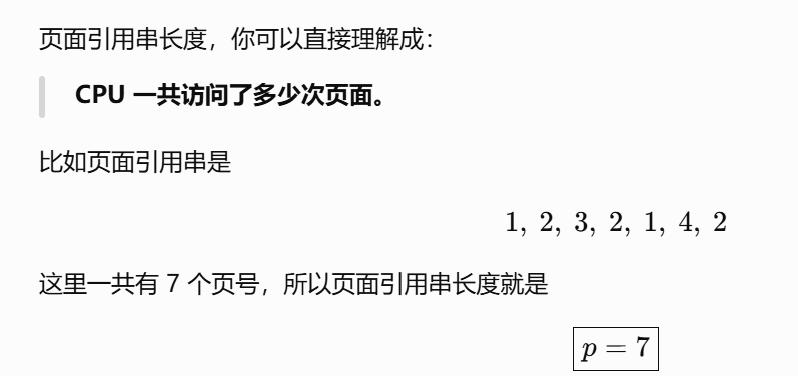 页面引用串长度，你可以直接理解成：
CPU 一共访问了多少次页面。
比如页面引用串是
1, 2, 3, 2, 1, 4, 2
这里一共有 7 个页号，所以页面引用串长度就是
p = 7